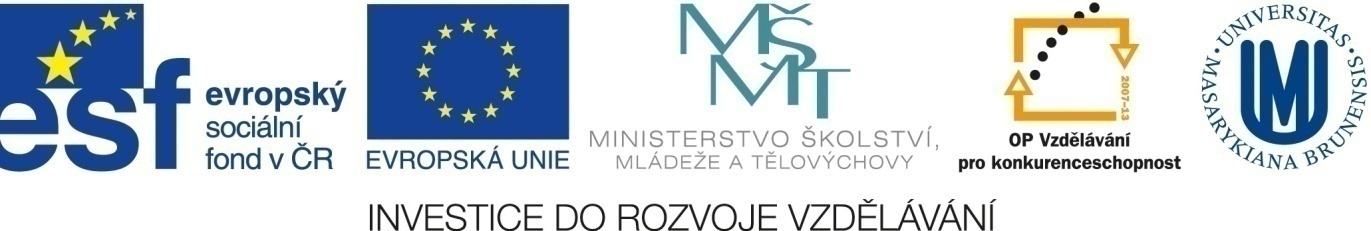 esf
evropský
sociální
fond v ČR
EVROPSKÁ UNIE
MŠMT
MINISTERSTVO ŠKOLSTVÍ,
MLÁDEŽE A TĚLOVÝCHOVY
2007–13
OP Vzdělávání
pro konkurenceschopnost
UNIVERSITAS
MASARYKIANA BRUNENSIS
MU
INVESTICE DO ROZVOJE VZDĚLÁVÁNÍ